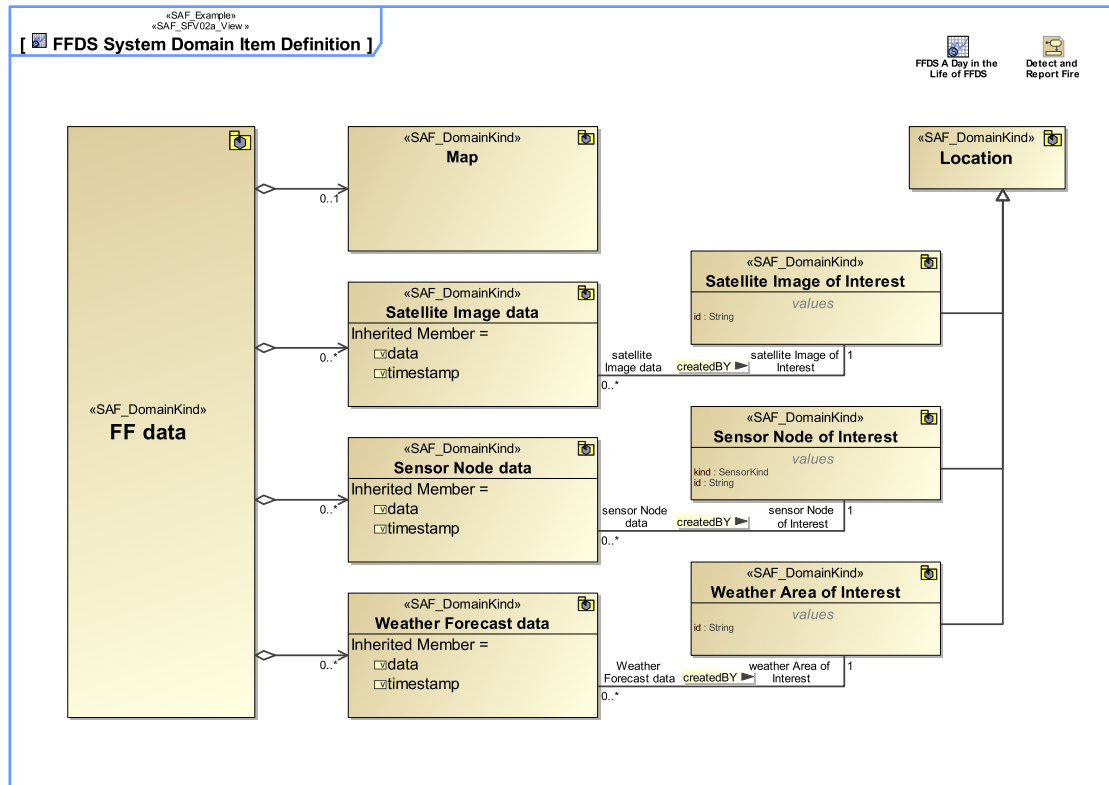 «SAF_Example»
«SAF_SFV02a_View »
[ FFDS System Domain Item Definition ]
FFDS A Day in the
Life of FFDS
Detect and
Report Fire
«SAF_DomainKind»
FF data
0..1
0..*
0..*
0..*
«SAF_DomainKind»
Map
«SAF_DomainKind»
Satellite Image data
Inherited Member =
data
timestamp
«SAF_DomainKind»
Sensor Node data
Inherited Member =
data
timestamp
«SAF_DomainKind»
Weather Forecast data
Inherited Member =
data
timestamp
«SAF_DomainKind»
Location
«SAF_DomainKind»
Satellite Image of Interest
values
id : String
satellite
Image data
0..*
createdBY
satellite Image of
Interest
1
«SAF_DomainKind»
Sensor Node of Interest
values
kind : SensorKind
id : String
sensor Node
data
0..*
createdBY
sensor Node
of Interest
1
«SAF_DomainKind»
Weather Area of Interest
values
id : String
Weather
Forecast data
0..*
createdBY
weather Area of
Interest
1